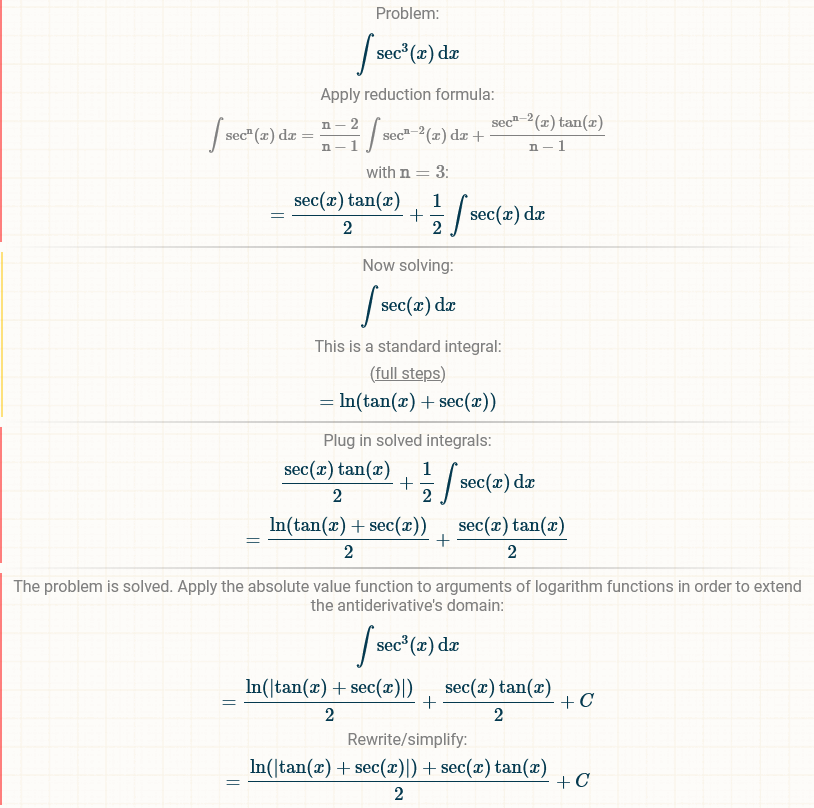 Problem:
∫ sec³(x) dx
Apply reduction formula:
∫ secⁿ(x) dx = (n − 2)/(n − 1) ∫ secⁿ⁻²(x) dx + (secⁿ⁻²(x) tan(x))/(n − 1)
with n = 3:
= (sec(x) tan(x))/2 + 1/2 ∫ sec(x) dx
Now solving:
∫ sec(x) dx
This is a standard integral:
(full steps)
= ln(tan(x) + sec(x))
Plug in solved integrals:
(sec(x) tan(x))/2 + 1/2 ∫ sec(x) dx
= (ln(tan(x) + sec(x)))/2 + (sec(x) tan(x))/2
The problem is solved. Apply the absolute value function to arguments of logarithm functions in order to extend
the antiderivative's domain:
∫ sec³(x) dx
= (ln(|tan(x) + sec(x)|))/2 + (sec(x) tan(x))/2 + C
Rewrite/simplify:
= (ln(|tan(x) + sec(x)|) + sec(x) tan(x))/2 + C